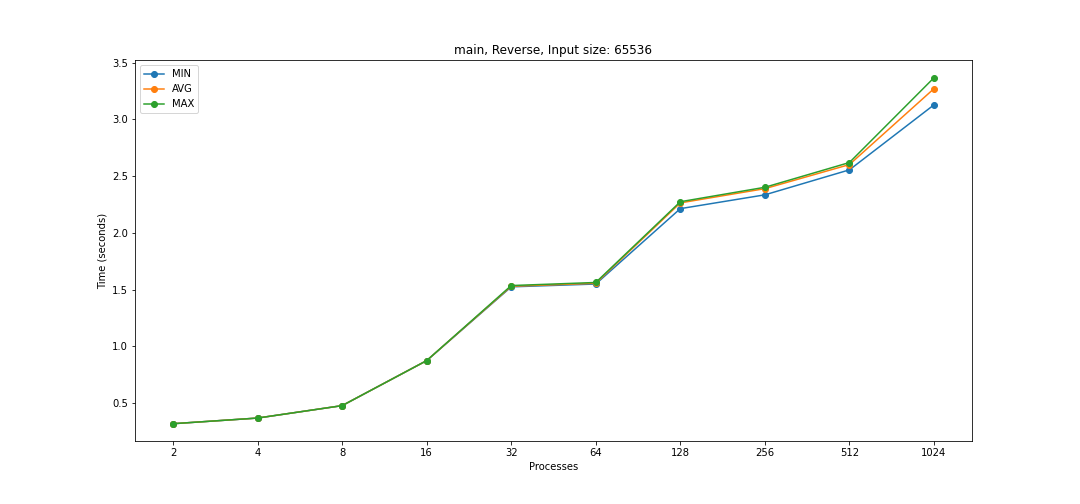 main, Reverse, Input size: 65536
MIN
AVG
MAX
3.5
3.0
2.5
2.0
1.5
1.0
0.5
Time (seconds)
2 4 8 16 32 64 128 256 512 1024
Processes